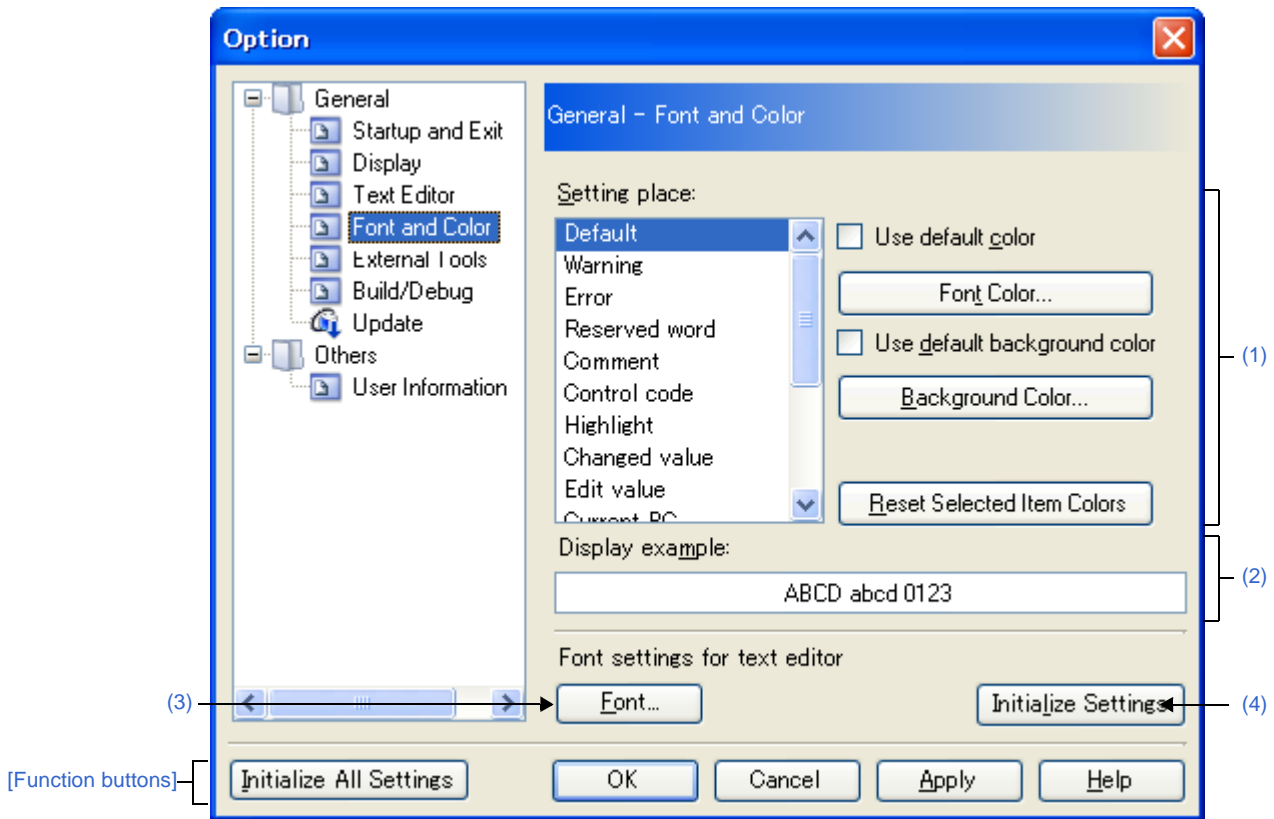 Option
General
Startup and Exit
Display
Text Editor
Font and Color
External Tools
Build/Debug
Update
Others
User Information
General - Font and Color
Setting place:
Default
Warning
Error
Reserved word
Comment
Control code
Highlight
Changed value
Edit value
Current PC
Use default color
Font Color...
Use default background color
Background Color...
Reset Selected Item Colors
(1)
Display example:
ABCD abcd 0123
(2)
Font settings for text editor
(3)
Font...
Initialize Settings
(4)
[Function buttons]
Initialize All Settings
OK
Cancel
Apply
Help